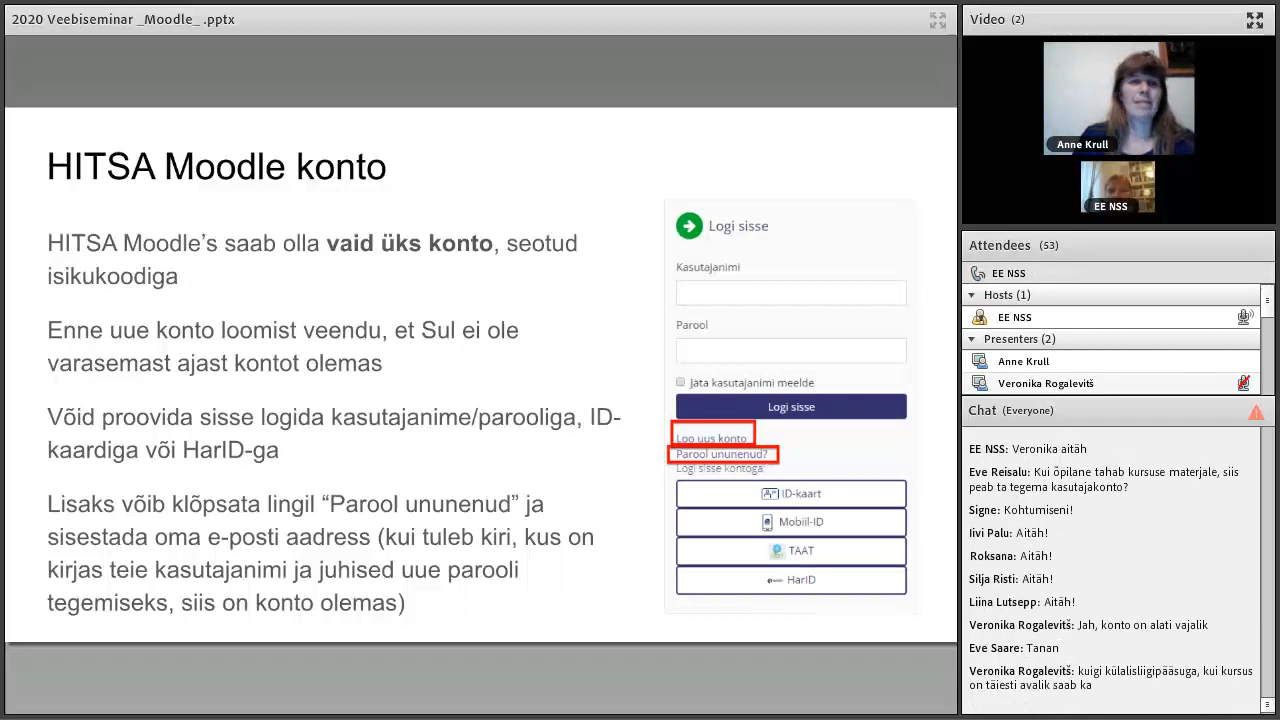 2020 Veebiseminar _Moodle_ .pptx
HITSA Moodle konto
HITSA Moodle’s saab olla vaid üks konto, seotud
isikukoodiga
Enne uue konto loomist veendu, et Sul ei ole
varasemast ajast kontot olemas
Võid proovida sisse logida kasutajanime/parooliga, ID-
kaardiga või HarID-ga
Lisaks võib klõpsata lingil “Parool ununenud” ja
sisestada oma e-posti aadress (kui tuleb kiri, kus on
kirjas teie kasutajanimi ja juhised uue parooli
tegemiseks, siis on konto olemas)
Logi sisse
Kasutajanimi
Parool
Jäta kasutajanimi meelde
Logi sisse
Loo uus konto
Parool ununenud?
Logi sisse kontoga:
ID-kaart
Mobiil-ID
TAAT
HarID
Video (2)
Anne Krull
EE NSS
Attendees (53)
EE NSS
Hosts (1)
EE NSS
Presenters (2)
Anne Krull
Veronika Rogalevitš
Chat (Everyone)
EE NSS: Veronika aitäh
Eve Reisalu: Kui õpilane tahab kursuse materjale, siis
peab ta tegema kasutajakonto?
Signe: Kohtumiseni!
Iivi Palu: Aitäh!
Roksana: Aitäh!
Silja Risti: Aitäh!
Liina Lutsepp: Aitäh!
Veronika Rogalevitš: Jah, konto on alati vajalik
Eve Saare: Tanan
Veronika Rogalevitš: kuigi külalisliigipääsuga, kui kursus
on täiesti avalik saab ka